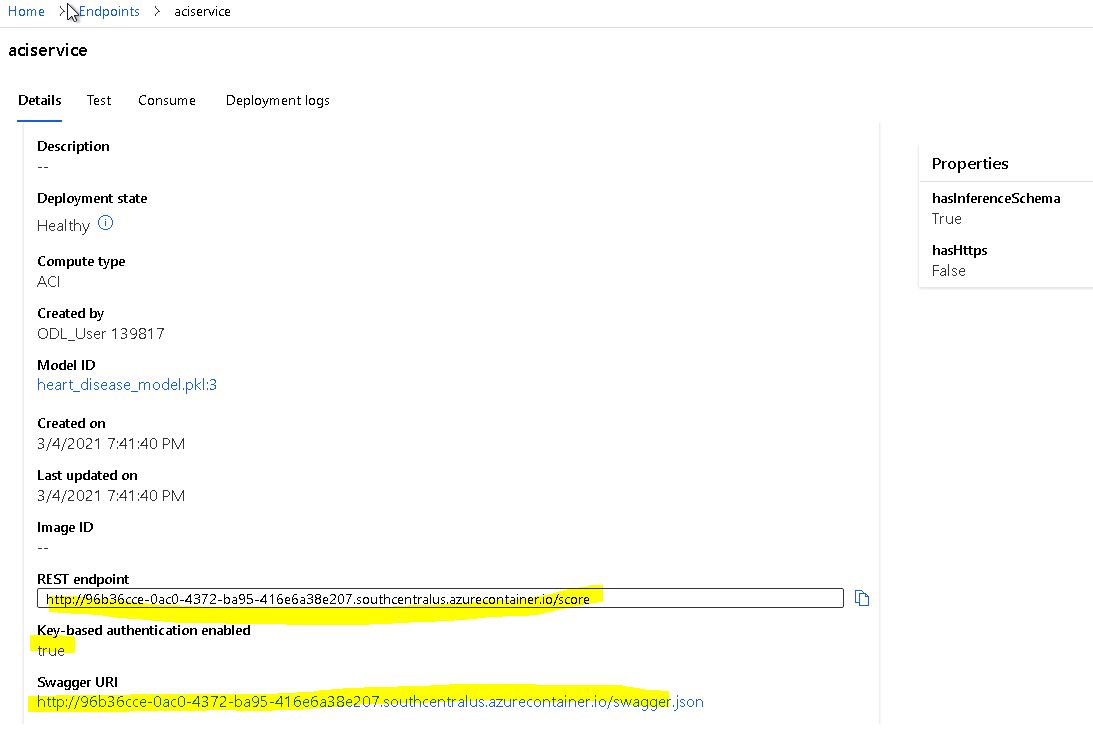 Home > Endpoints > aciservice
aciservice
Details Test Consume Deployment logs
Description
--
Deployment state
Healthy
Compute type
ACI
Created by
ODL_User 139817
Model ID
heart_disease_model.pkl:3
Created on
3/4/2021 7:41:40 PM
Last updated on
3/4/2021 7:41:40 PM
Image ID
--
REST endpoint
http://96b36cce-0ac0-4372-ba95-416e6a38e207.southcentralus.azurecontainer.io/score
Key-based authentication enabled
true
Swagger URI
http://96b36cce-0ac0-4372-ba95-416e6a38e207.southcentralus.azurecontainer.io/swagger.json
Properties
hasInferenceSchema
True
hasHttps
False